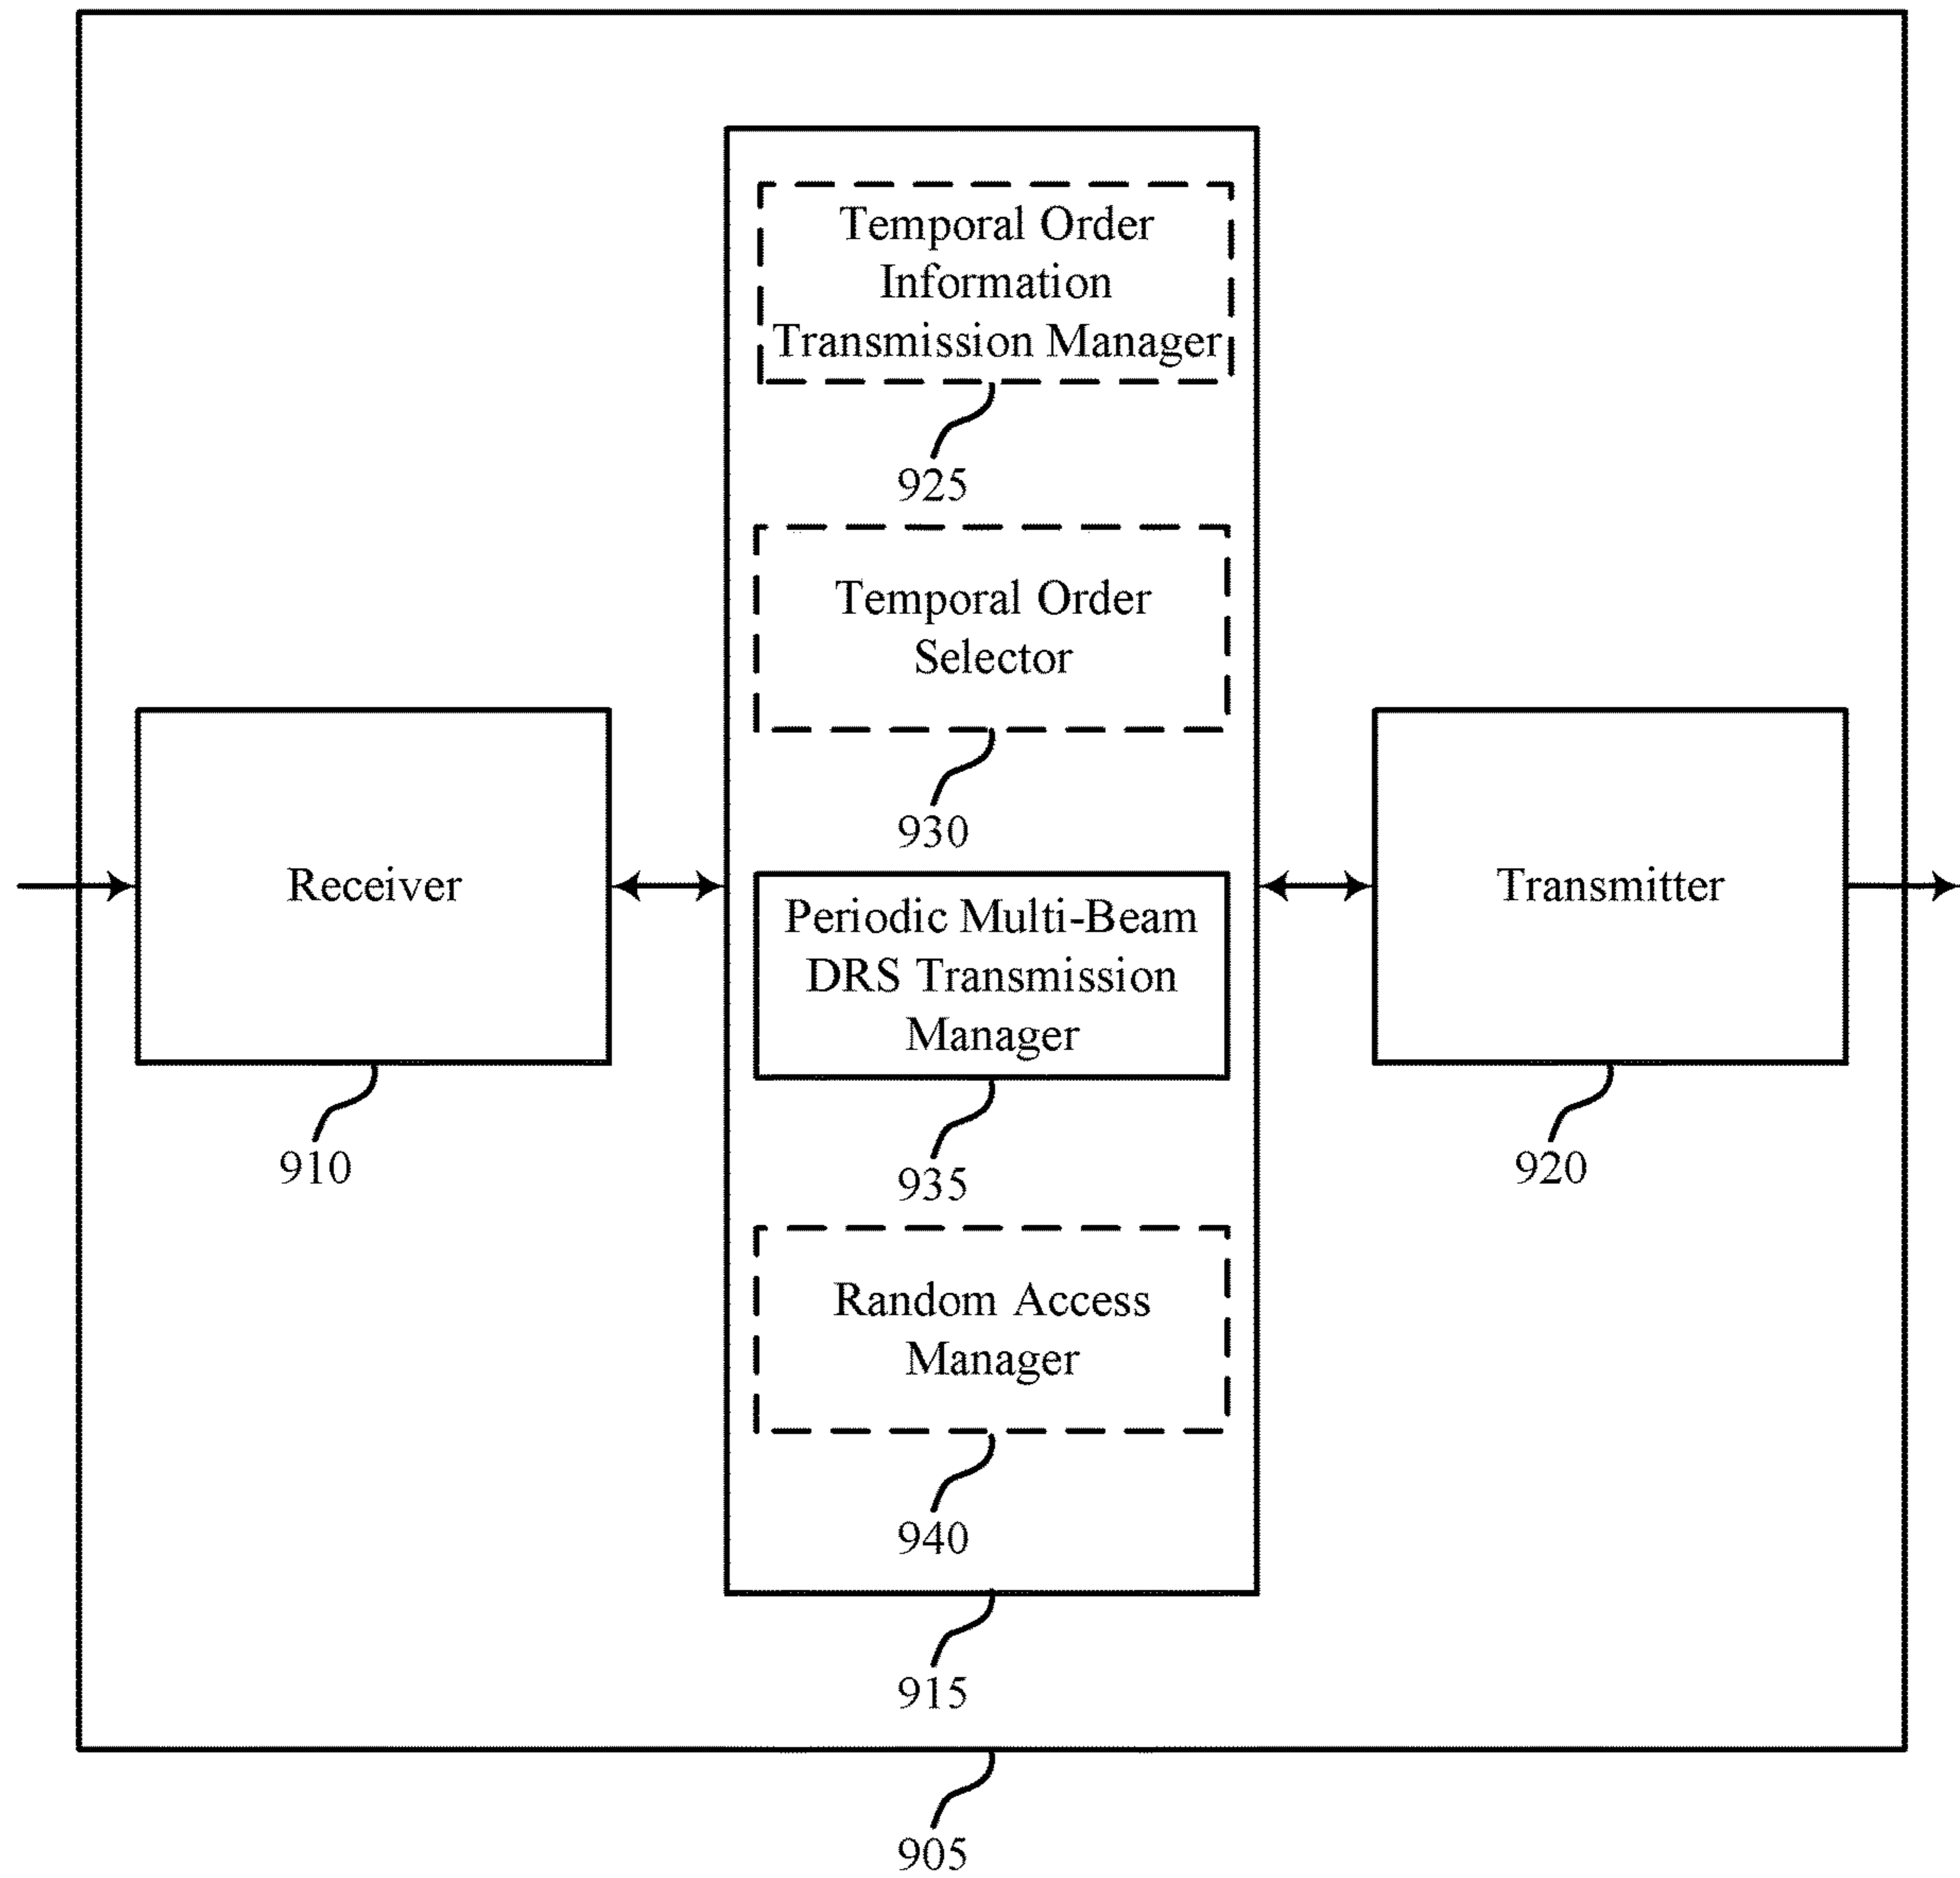 Temporal Order
Information
Transmission Manager
925
Temporal Order
Selector
930
Receiver
910
Periodic Multi-Beam
DRS Transmission
Manager
935
Transmitter
920
Random Access
Manager
940
915
905